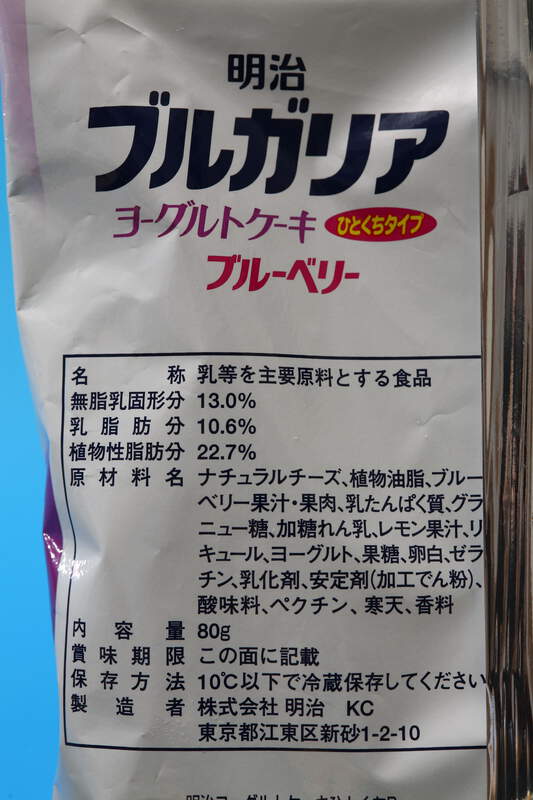 明治
ブルガリア
ヨーグルトケーキ ひとくちタイプ
ブルーベリー
名称 乳等を主要原料とする食品
無脂乳固形分 13.0%
乳脂肪分 10.6%
植物性脂肪分 22.7%
原材料名 ナチュラルチーズ、植物油脂、ブルー
ベリー果汁・果肉、乳たんぱく質、グラ
ニュー糖、加糖れん乳、レモン果汁、リ
キュール、ヨーグルト、果糖、卵白、ゼラ
チン、乳化剤、安定剤(加工でん粉)、
酸味料、ペクチン、寒天、香料
内容量 80g
賞味期限 この面に記載
保存方法 10℃以下で冷蔵保存してください
製造者 株式会社 明治 KC
東京都江東区新砂1-2-10